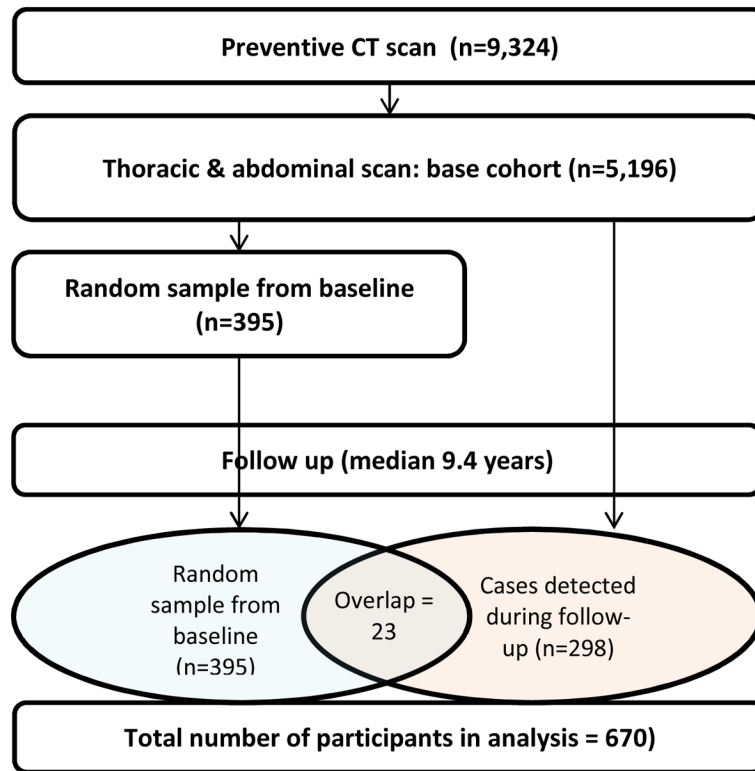 Preventive CT scan (n=9,324)
Thoracic & abdominal scan: base cohort (n=5,196)
Random sample from baseline
(n=395)
Follow up (median 9.4 years)
Random
sample from
baseline
(n=395)
Overlap =
23
Cases detected
during follow-
up (n=298)
Total number of participants in analysis = 670)